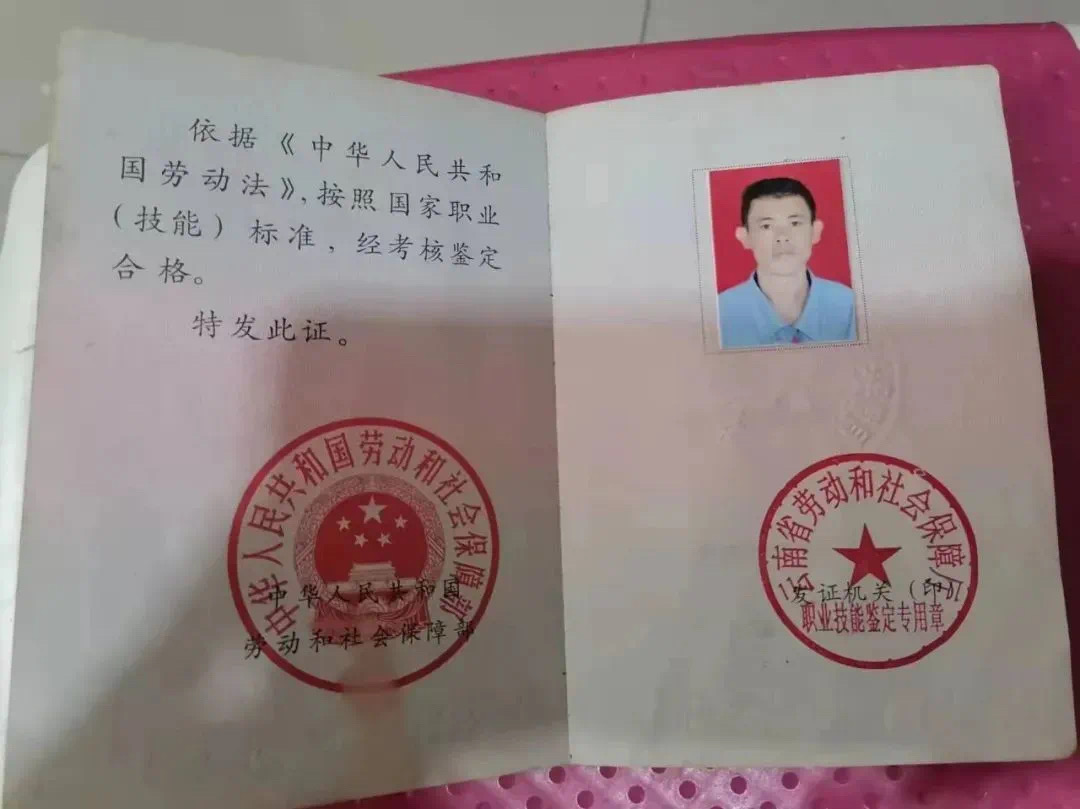 依据《中华人民共和
国劳动法》,按照国家职业
(技能)标准,经考核鉴定
合格。
特发此证。
中华人民共和国劳动和社会保障部
中华人民共和国
劳动和社会保障部
云南省劳动和社会保障厅
发证机关(印)
职业技能鉴定专用章